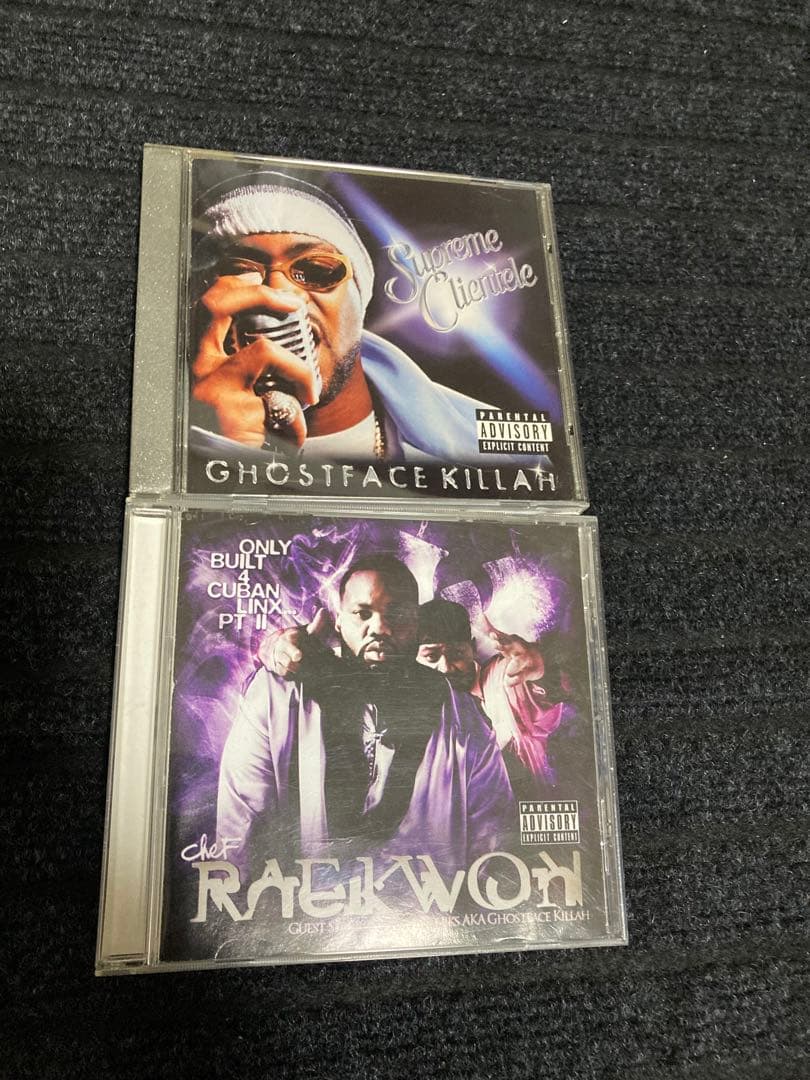 Supreme
Clientele
PARENTAL
ADVISORY
EXPLICIT CONTENT
GHOSTFACE KILLAH
ONLY
BUILT
4
CUBAN
LINX...
PT II
PARENTAL
ADVISORY
EXPLICIT CONTENT
CHEF
RAEKWON
GUEST AKA GHOSTFACE KILLAH